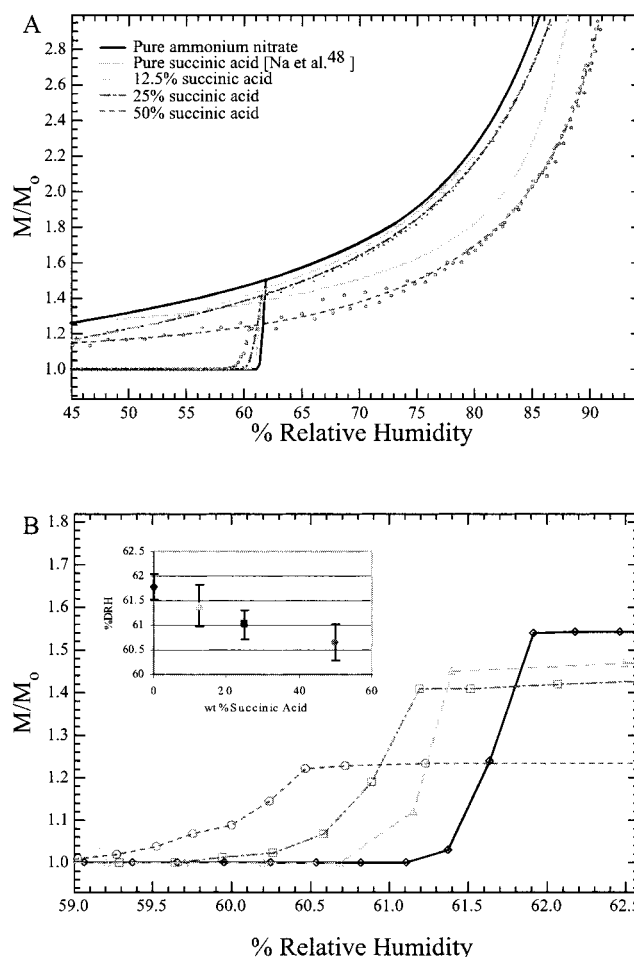 A
Pure ammonium nitrate
Pure succinic acid [Na et al.48 ]
12.5% succinic acid
25% succinic acid
50% succinic acid
M/Mo
2.8
2.6
2.4
2.2
2.0
1.8
1.6
1.4
1.2
1.0
45 50 55 60 65 70 75 80 85 90
% Relative Humidity
B
M/Mo
1.8
1.7
1.6
1.5
1.4
1.3
1.2
1.1
1.0
%DRH
62.5
62
61.5
61
60.5
60
0 20 40 60
wt% Succinic Acid
59.0 59.5 60.0 60.5 61.0 61.5 62.0 62.5
% Relative Humidity